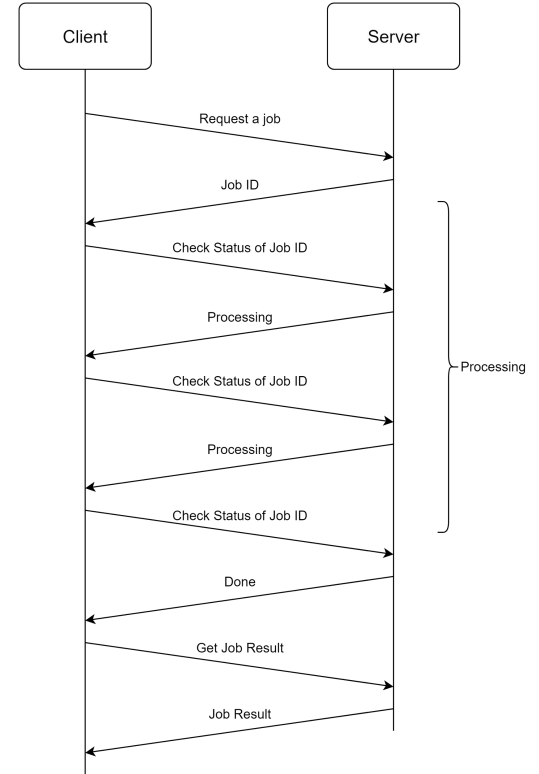 Client
Server
Request a job
Job ID
Check Status of Job ID
Processing
Check Status of Job ID
Processing
Processing
Check Status of Job ID
Done
Get Job Result
Job Result